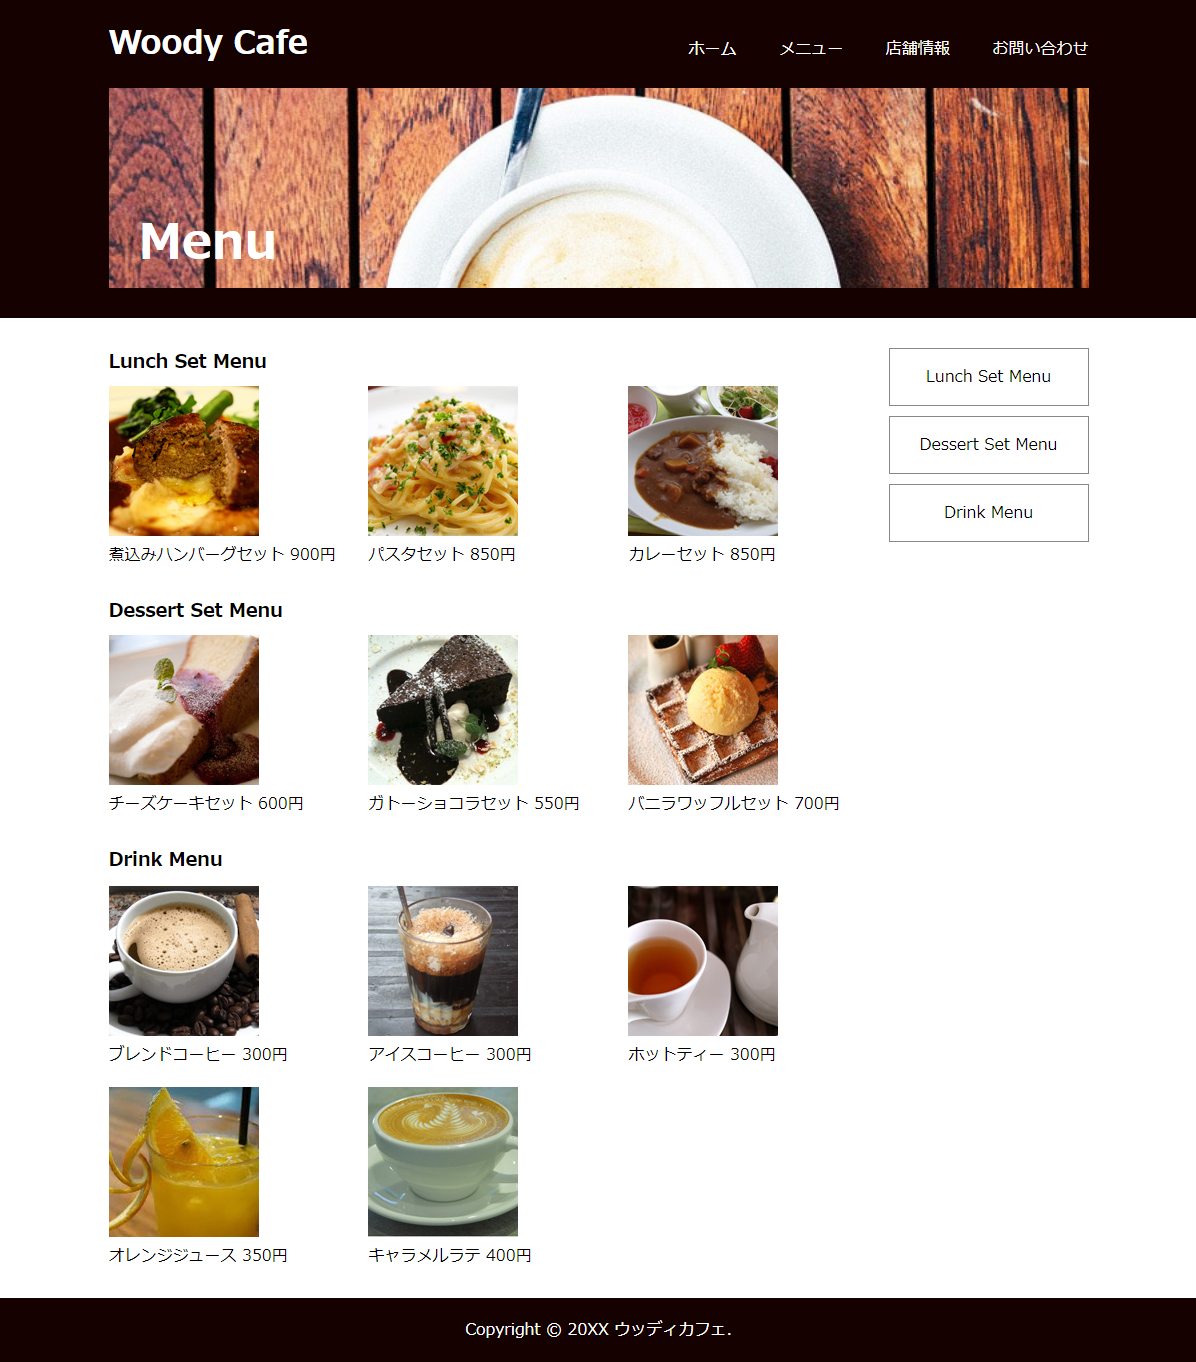 Woody Cafe
ホーム メニュー 店舗情報 お問い合わせ
Menu
Lunch Set Menu
煮込みハンバーグセット 900円 パスタセット 850円 カレーセット 850円
Dessert Set Menu
チーズケーキセット 600円 ガトーショコラセット 550円 バニラワッフルセット 700円
Drink Menu
ブレンドコーヒー 300円 アイスコーヒー 300円 ホットティー 300円
オレンジジュース 350円 キャラメルラテ 400円
Lunch Set Menu
Dessert Set Menu
Drink Menu
Copyright © 20XX ウッディカフェ.